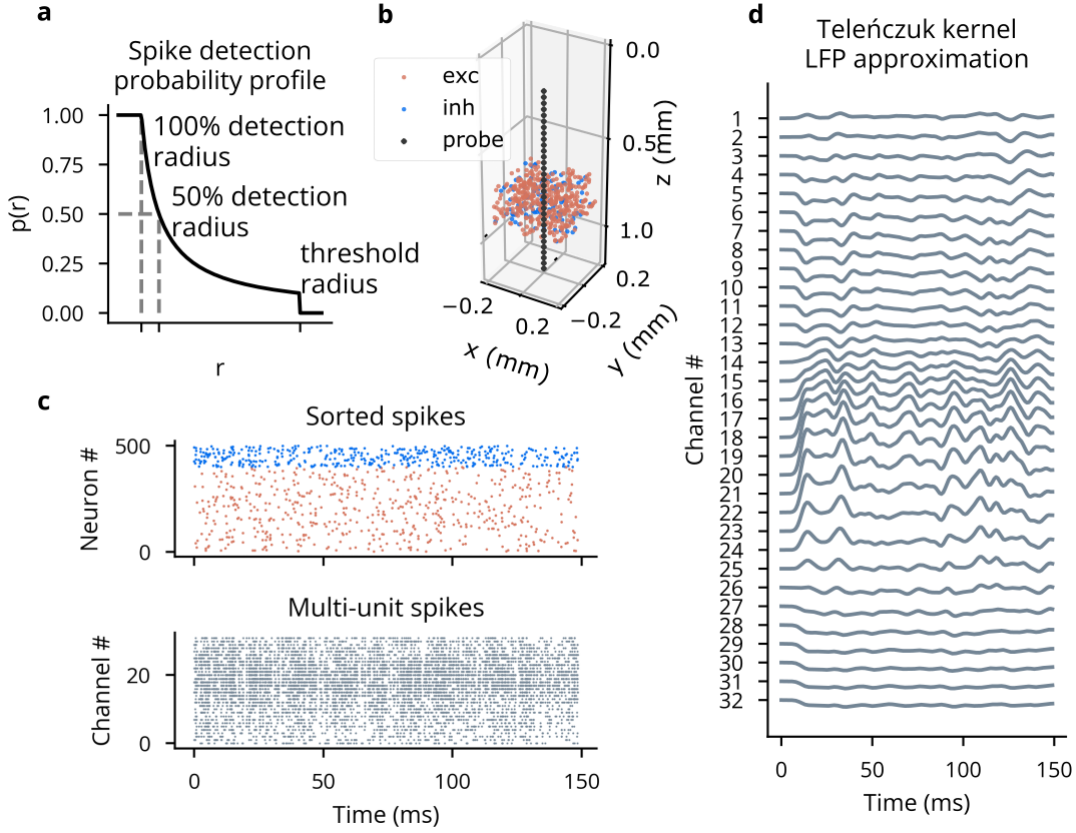 a
Spike detection
probability profile
1.00
0.75
0.50
0.25
0.00
p(r)
100% detection
radius
50% detection
radius
threshold
radius
r
b
exc
inh
probe
0.0
0.5
1.0
z (mm)
−0.2
0.2
x (mm)
−0.2
0.2
y (mm)
c
Sorted spikes
500
0
Neuron #
Multi-unit spikes
20
0
Channel #
0
50
100
150
Time (ms)
d
Teleńczuk kernel
LFP approximation
1
2
3
4
5
6
7
8
9
10
11
12
13
14
15
16
17
18
19
20
21
22
23
24
25
26
27
28
29
30
31
32
Channel #
0
50
100
150
Time (ms)